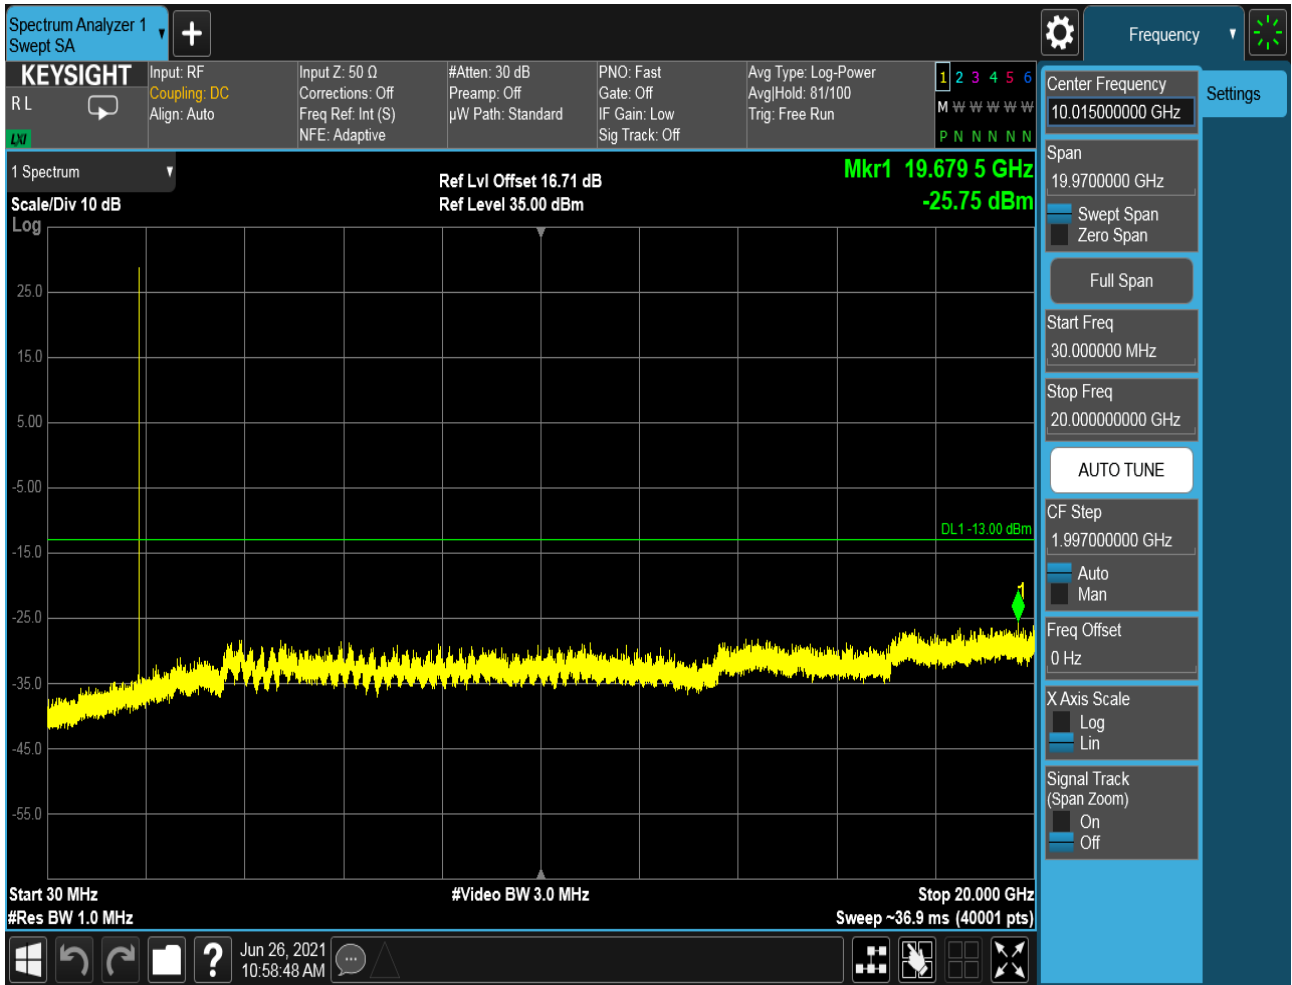 Spectrum Analyzer 1
Swept SA
Frequency
KEYSIGHT
R L
LXI
Input: RF
Coupling: DC
Align: Auto
Input Z: 50 Ω
Corrections: Off
Freq Ref: Int (S)
NFE: Adaptive
#Atten: 30 dB
Preamp: Off
µW Path: Standard
PNO: Fast
Gate: Off
IF Gain: Low
Sig Track: Off
Avg Type: Log-Power
Avg|Hold: 81/100
Trig: Free Run
1 2 3 4 5 6
M W W W W W
P N N N N N
1 Spectrum
Scale/Div 10 dB
Log
Ref Lvl Offset 16.71 dB
Ref Level 35.00 dBm
Mkr1 19.679 5 GHz
-25.75 dBm
25.0
15.0
5.00
-5.00
-15.0
-25.0
-35.0
-45.0
-55.0
DL1 -13.00 dBm
1
Start 30 MHz
#Res BW 1.0 MHz
#Video BW 3.0 MHz
Stop 20.000 GHz
Sweep ~36.9 ms (40001 pts)
Center Frequency
10.015000000 GHz
Span
19.9700000 GHz
Swept Span
Zero Span
Full Span
Start Freq
30.000000 MHz
Stop Freq
20.000000000 GHz
AUTO TUNE
CF Step
1.997000000 GHz
Auto
Man
Freq Offset
0 Hz
X Axis Scale
Log
Lin
Signal Track
(Span Zoom)
On
Off
Settings
?
Jun 26, 2021
10:58:48 AM